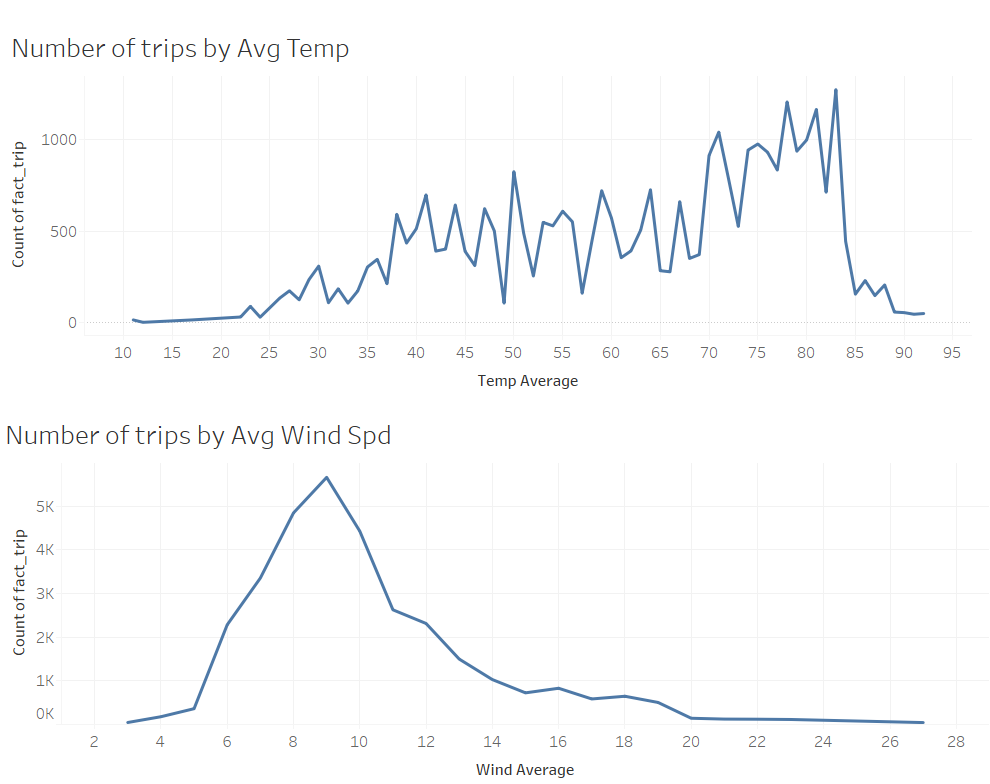 Number of trips by Avg Temp
Count of fact_trip
1000
500
0
10 15 20 25 30 35 40 45 50 55 60 65 70 75 80 85 90 95
Temp Average
Number of trips by Avg Wind Spd
Count of fact_trip
5K
4K
3K
2K
1K
0K
2 4 6 8 10 12 14 16 18 20 22 24 26 28
Wind Average